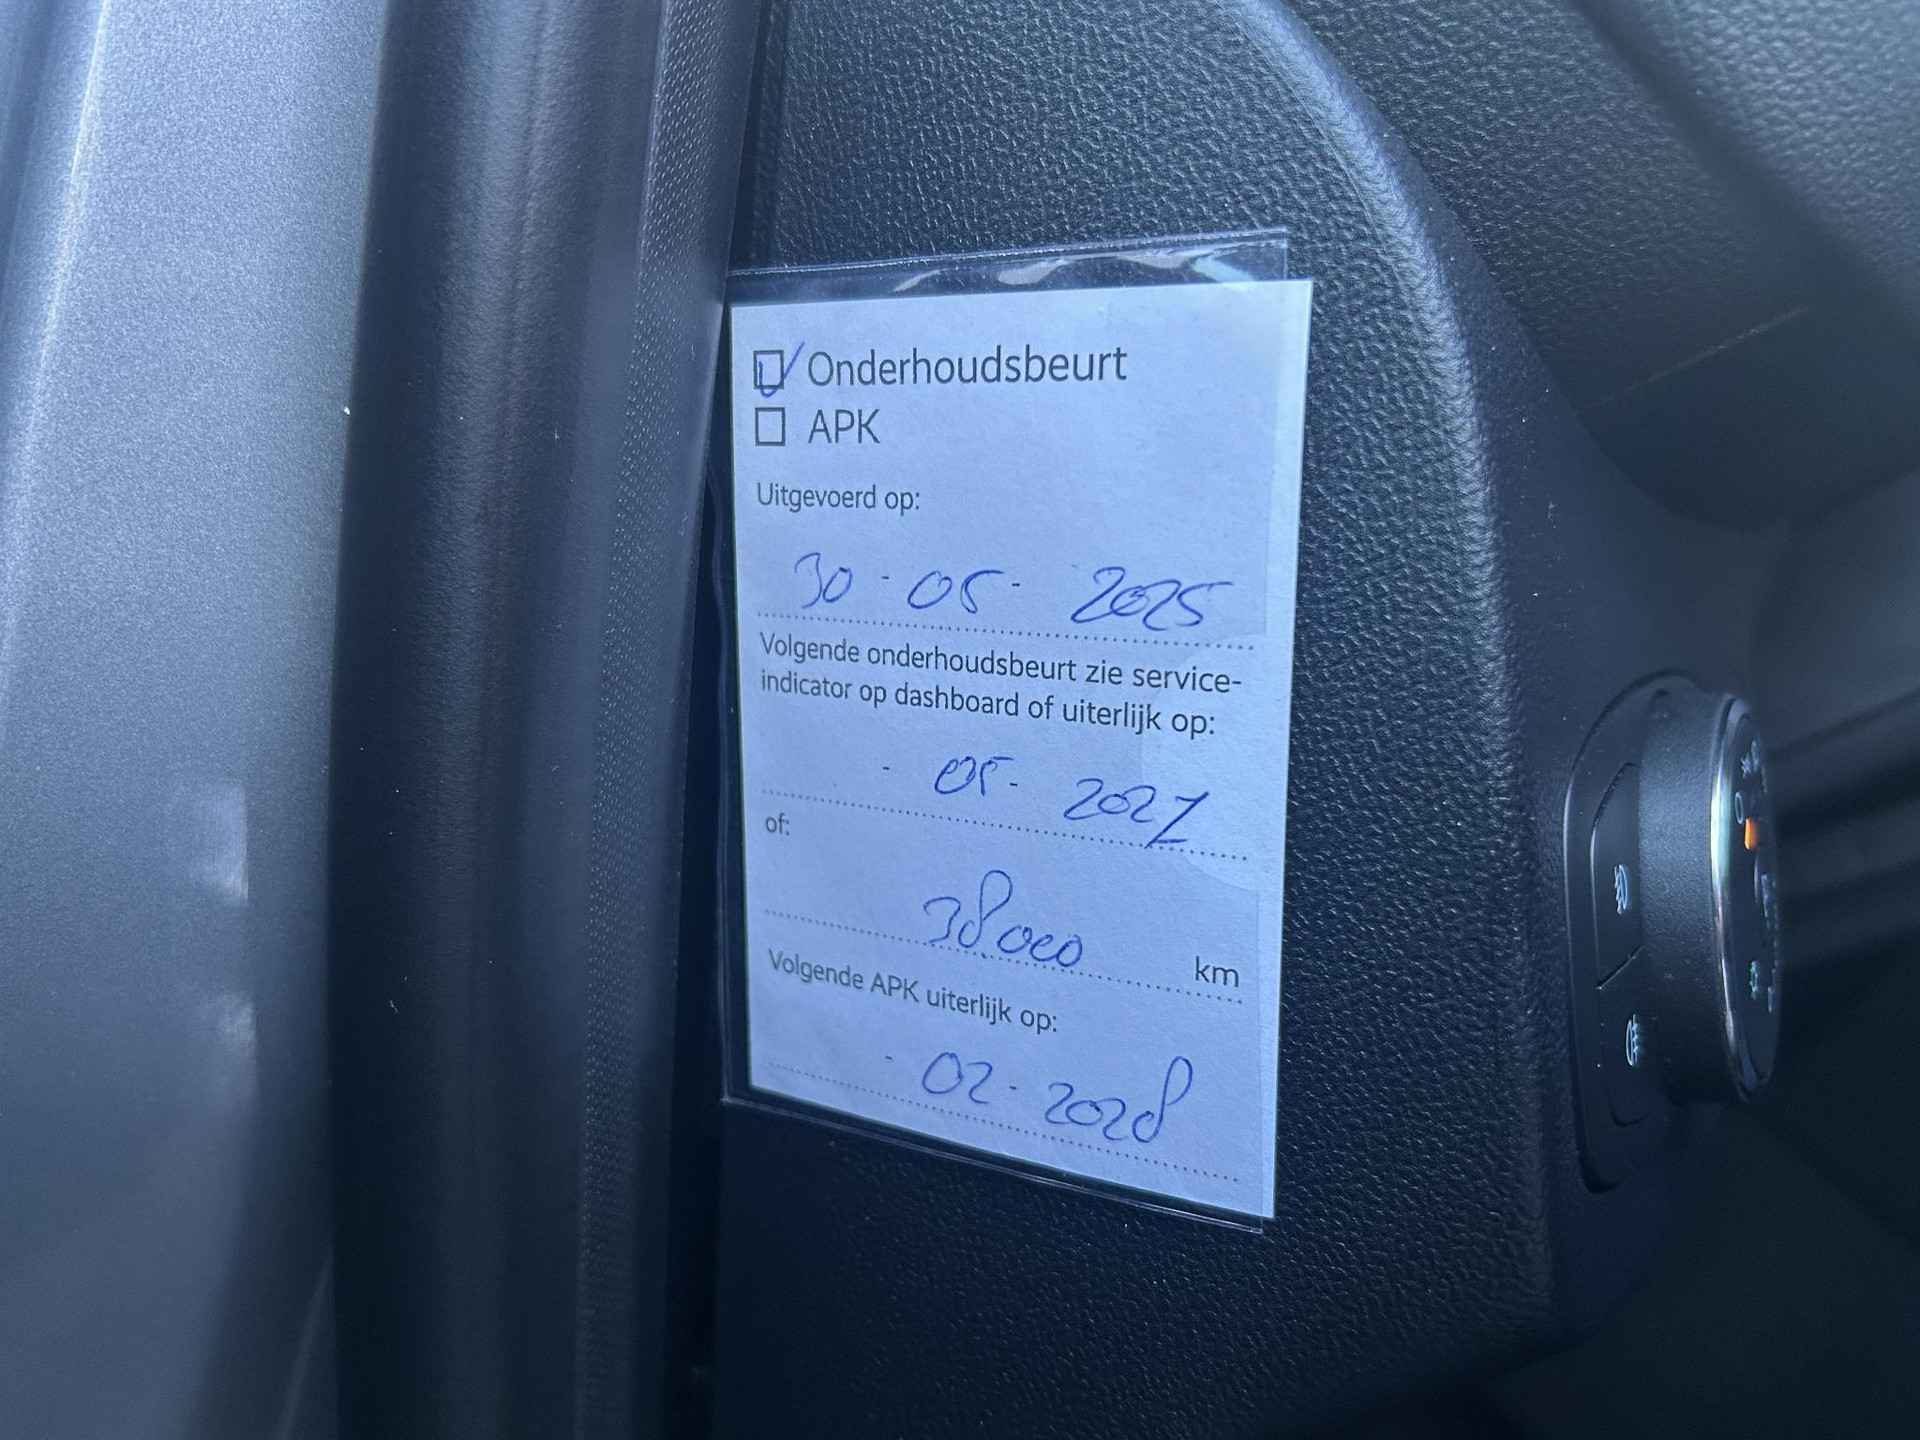 Onderhoudsbeurt
APK
Uitgevoerd op:
30-05-2025
Volgende onderhoudsbeurt zie service-
indicator op dashboard of uiterlijk op:
- 05- 2027
of:
38000 km
Volgende APK uiterlijk op:
- 02-2028